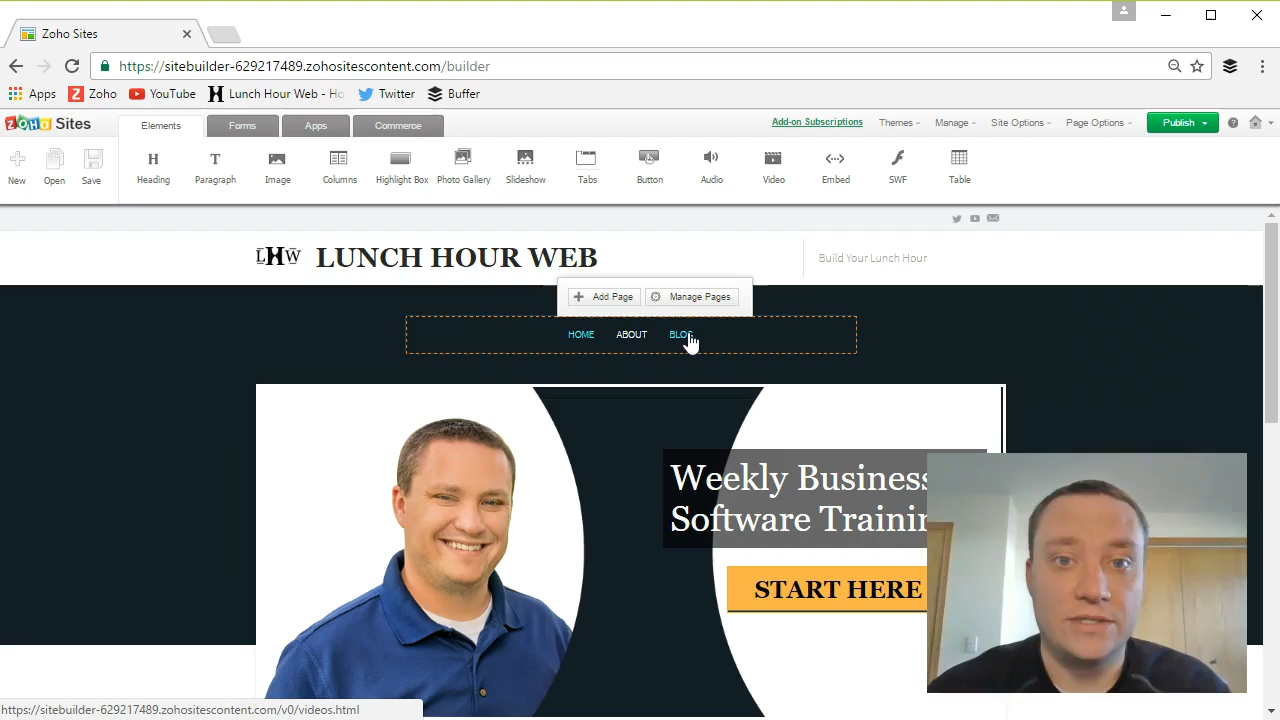 Zoho Sites
https://sitebuilder-629217489.zohositescontent.com/builder
Apps Zoho YouTube Lunch Hour Web - Ho Twitter Buffer
ZOHO Sites Elements Forms Apps Commerce Add-on Subscriptions Themes Manage Site Options Page Options Publish
New Open Save Heading Paragraph Image Columns Highlight Box Photo Gallery Slideshow Tabs Button Audio Video Embed SWF Table
LHW LUNCH HOUR WEB Build Your Lunch Hour
Add Page Manage Pages
HOME ABOUT BLOG
Weekly Business
Software Trainin
START HERE
https://sitebuilder-629217489.zohositescontent.com/v0/videos.html